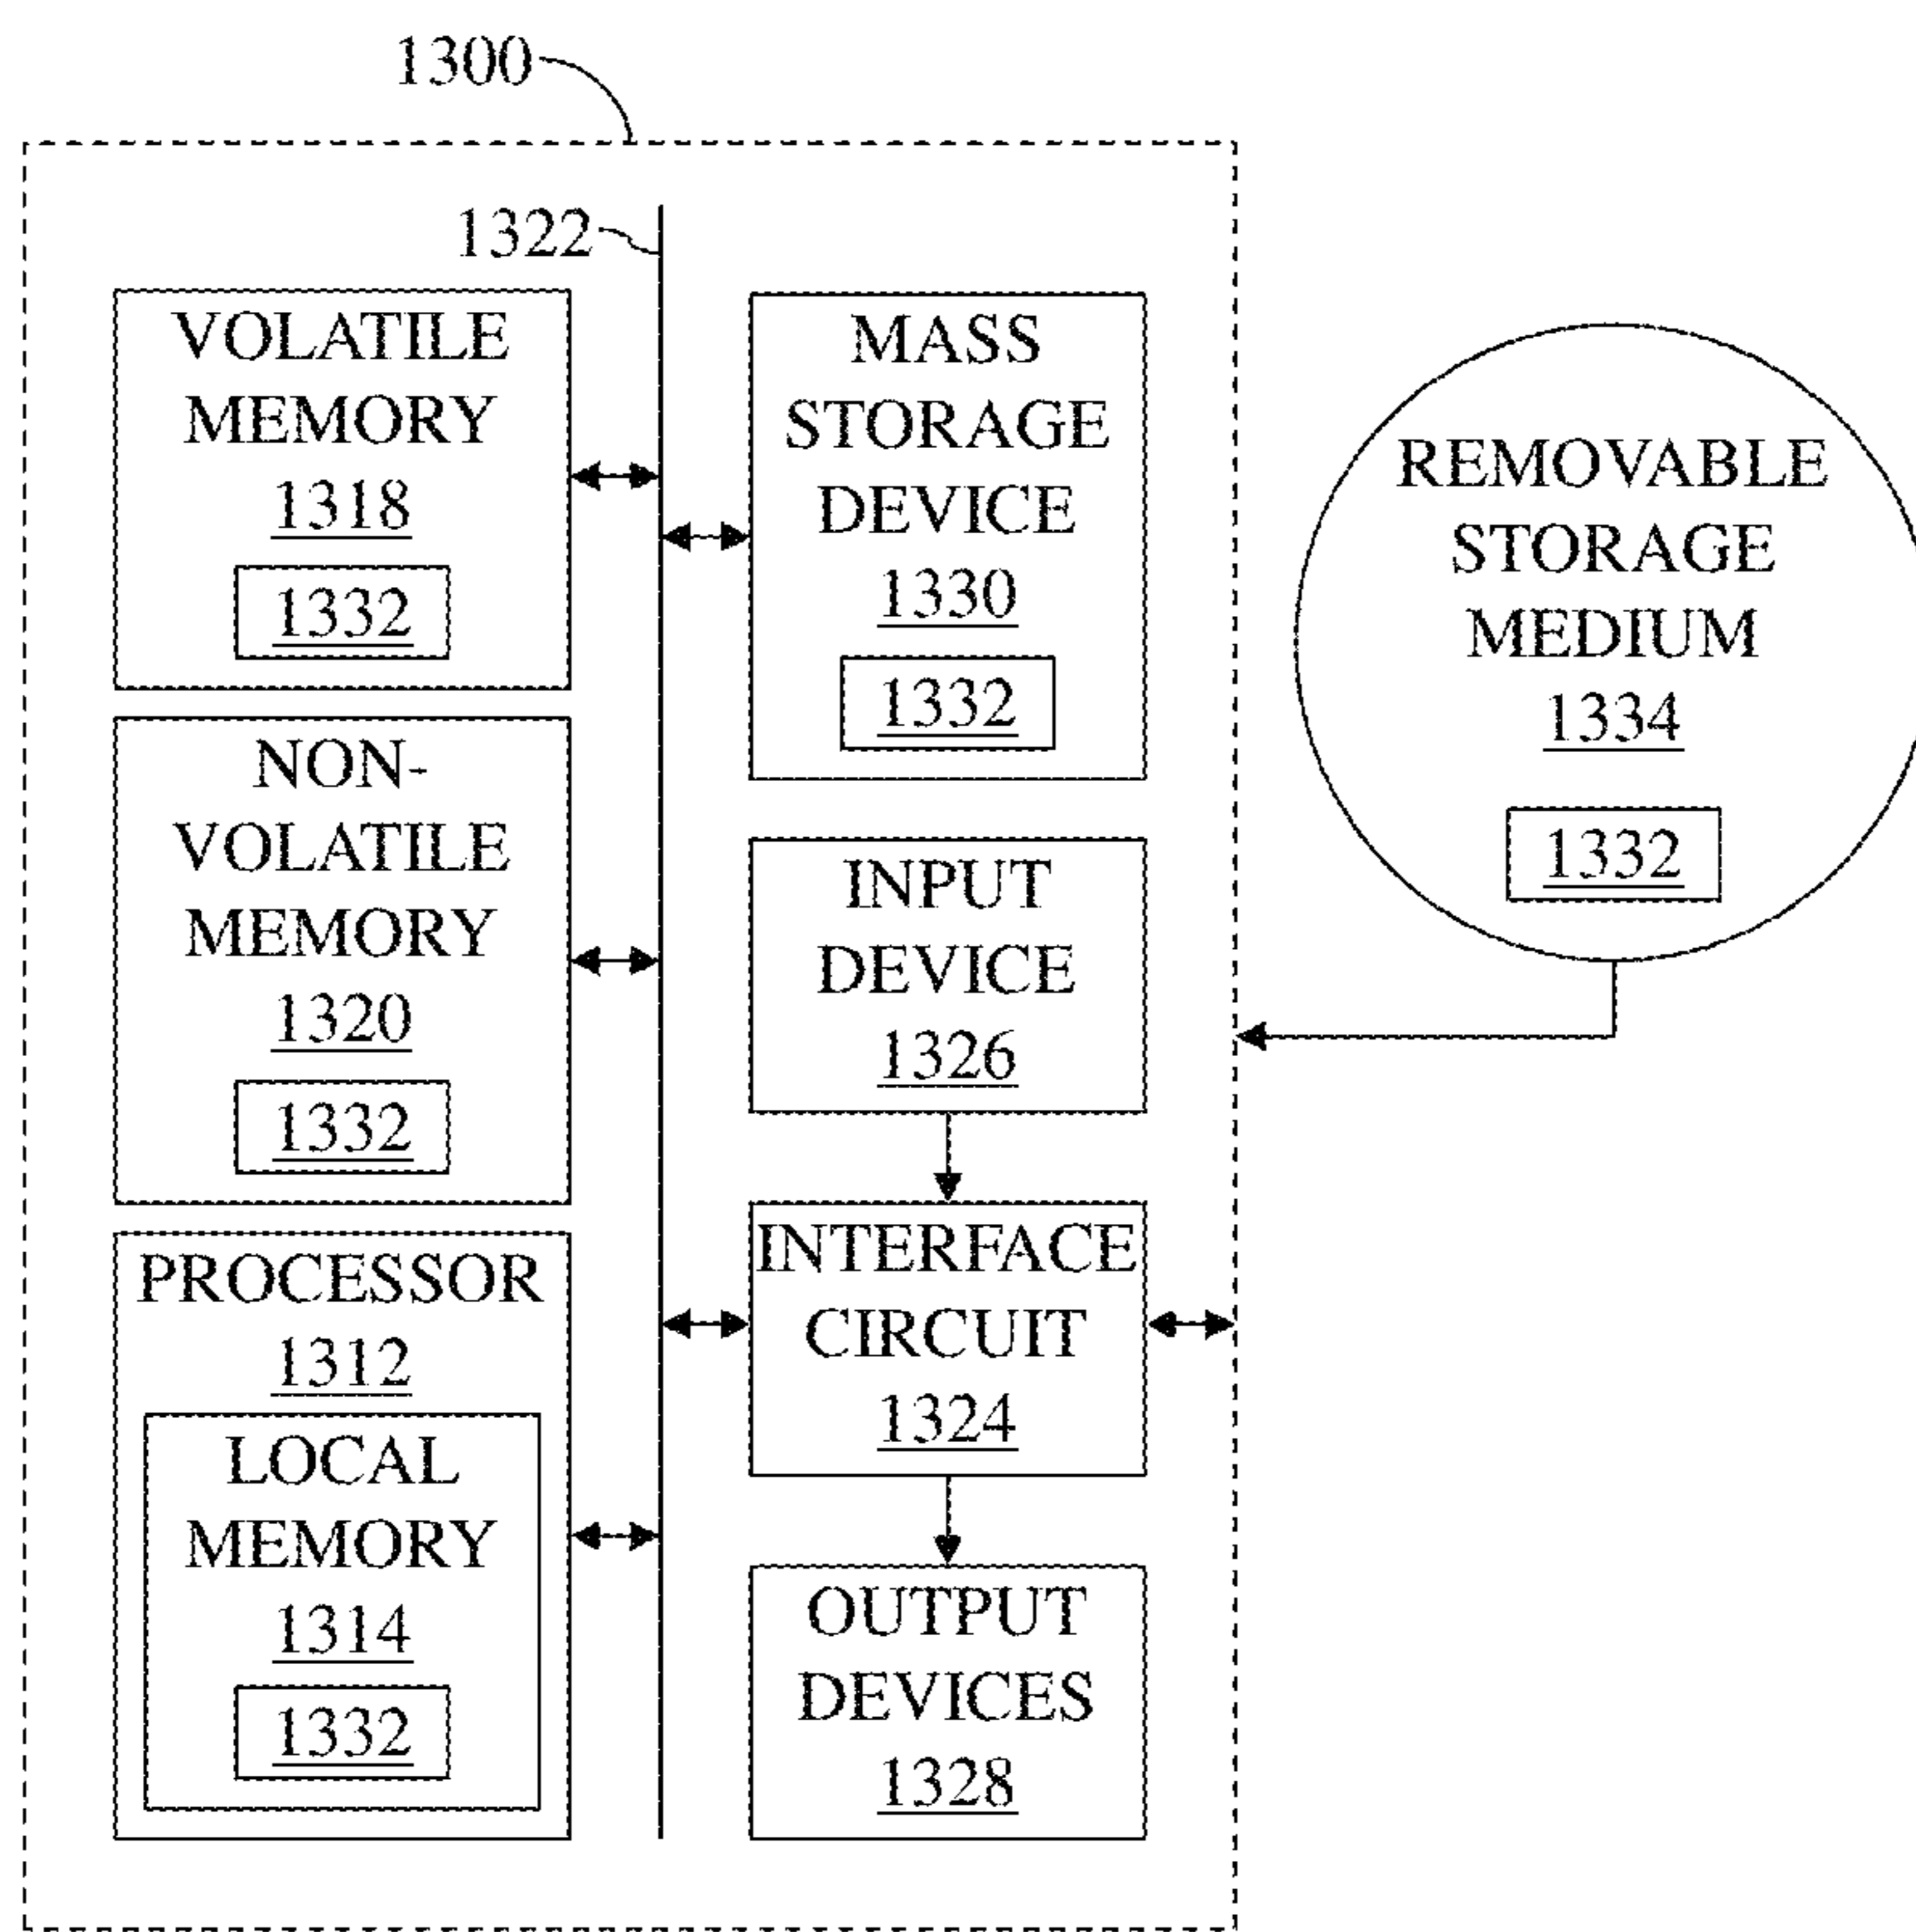 1300
1322
VOLATILE
MEMORY
1318
1332
NON-
VOLATILE
MEMORY
1320
1332
PROCESSOR
1312
LOCAL
MEMORY
1314
1332
MASS
STORAGE
DEVICE
1330
1332
INPUT
DEVICE
1326
INTERFACE
CIRCUIT
1324
OUTPUT
DEVICES
1328
REMOVABLE
STORAGE
MEDIUM
1334
1332